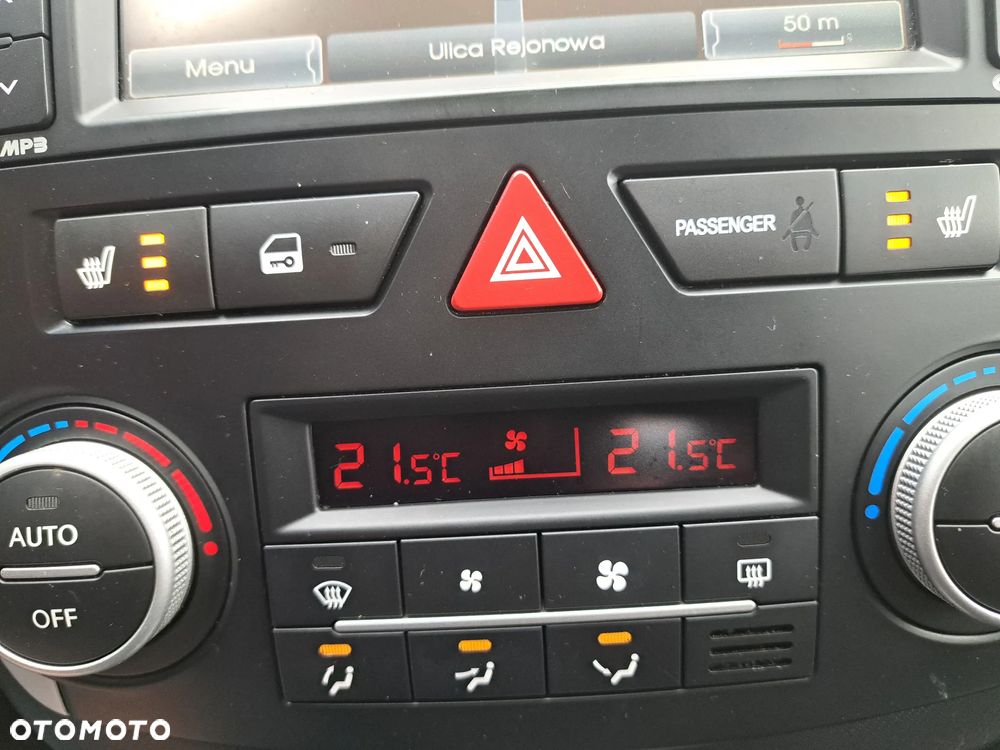 Menu
Ulica Rejonowa
50 m
MP3
PASSENGER
21.5°C
21.5°C
AUTO
OFF
OTOMOTO